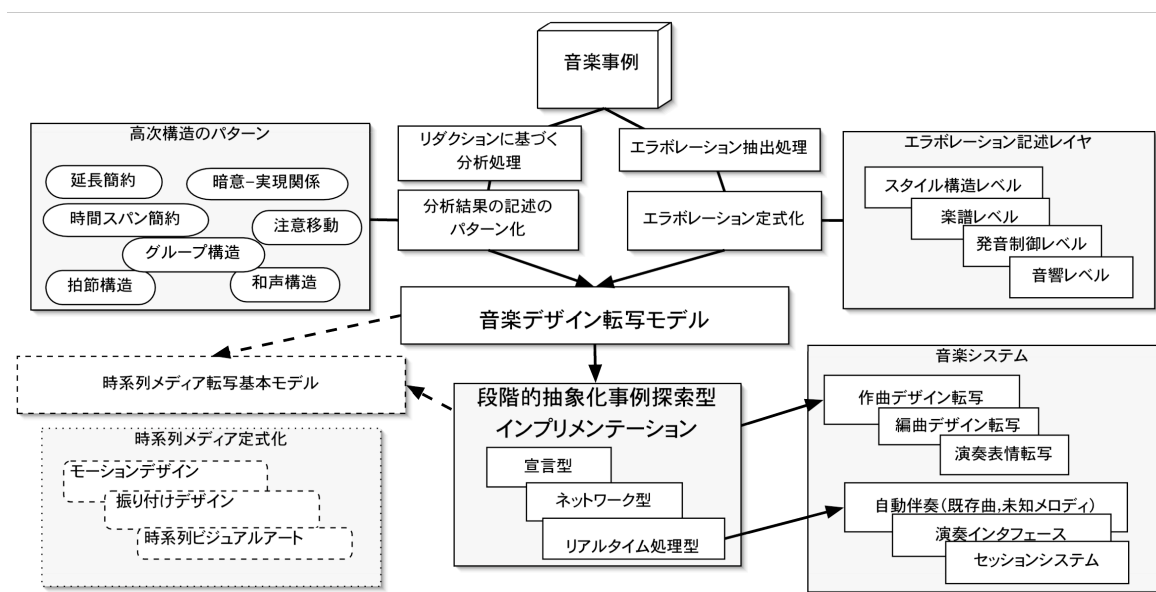 音楽事例
高次構造のパターン
延長簡約
暗意−実現関係
時間スパン簡約
注意移動
グループ構造
拍節構造
和声構造
リダクションに基づく
分析処理
分析結果の記述の
パターン化
エラボレーション抽出処理
エラボレーション定式化
エラボレーション記述レイヤ
スタイル構造レベル
楽譜レベル
発音制御レベル
音響レベル
音楽デザイン転写モデル
時系列メディア転写基本モデル
時系列メディア定式化
モーションデザイン
振り付けデザイン
時系列ビジュアルアート
段階的抽象化事例探索型
インプリメンテーション
宣言型
ネットワーク型
リアルタイム処理型
音楽システム
作曲デザイン転写
編曲デザイン転写
演奏表情転写
自動伴奏(既存曲,未知メロディ)
演奏インタフェース
セッションシステム